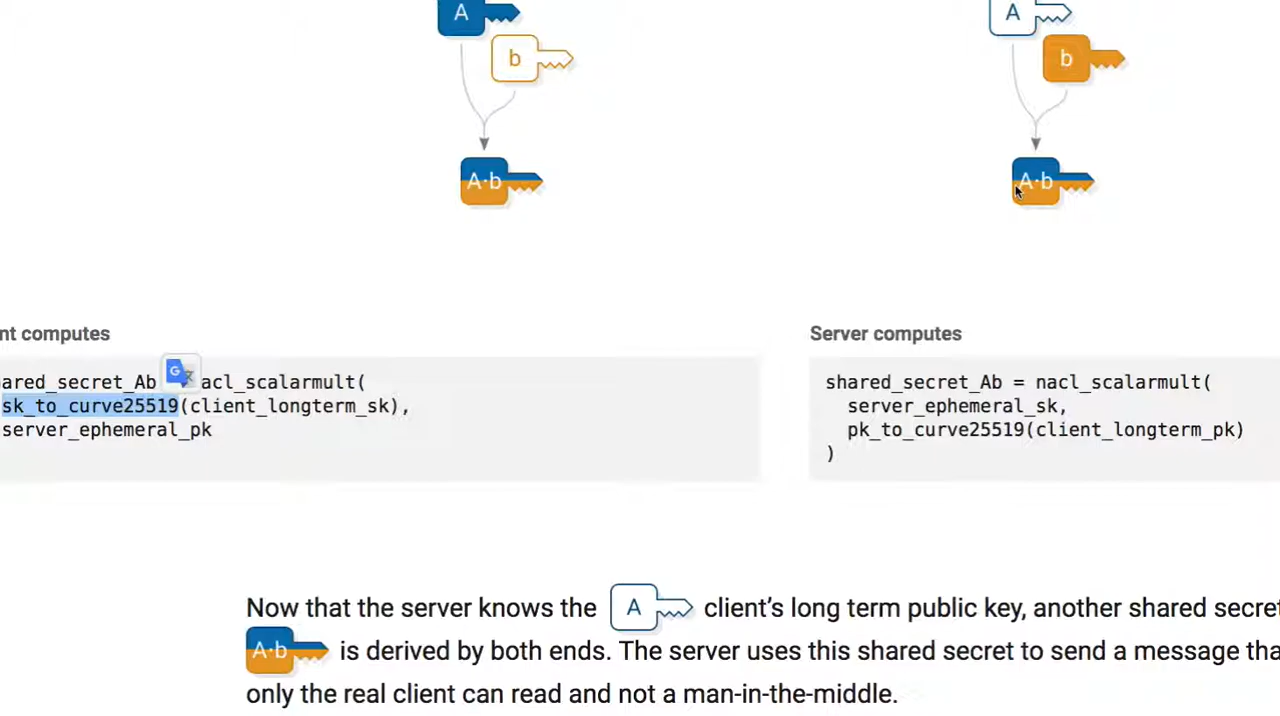 A A
b b
A·b A·b
nt computes
ared_secret_Ab acl_scalarmult(
sk_to_curve25519(client_longterm_sk),
server_ephemeral_pk
Server computes
shared_secret_Ab = nacl_scalarmult(
server_ephemeral_sk,
pk_to_curve25519(client_longterm_pk)
)
Now that the server knows the A client’s long term public key, another shared secret
A·b is derived by both ends. The server uses this shared secret to send a message tha
only the real client can read and not a man-in-the-middle.